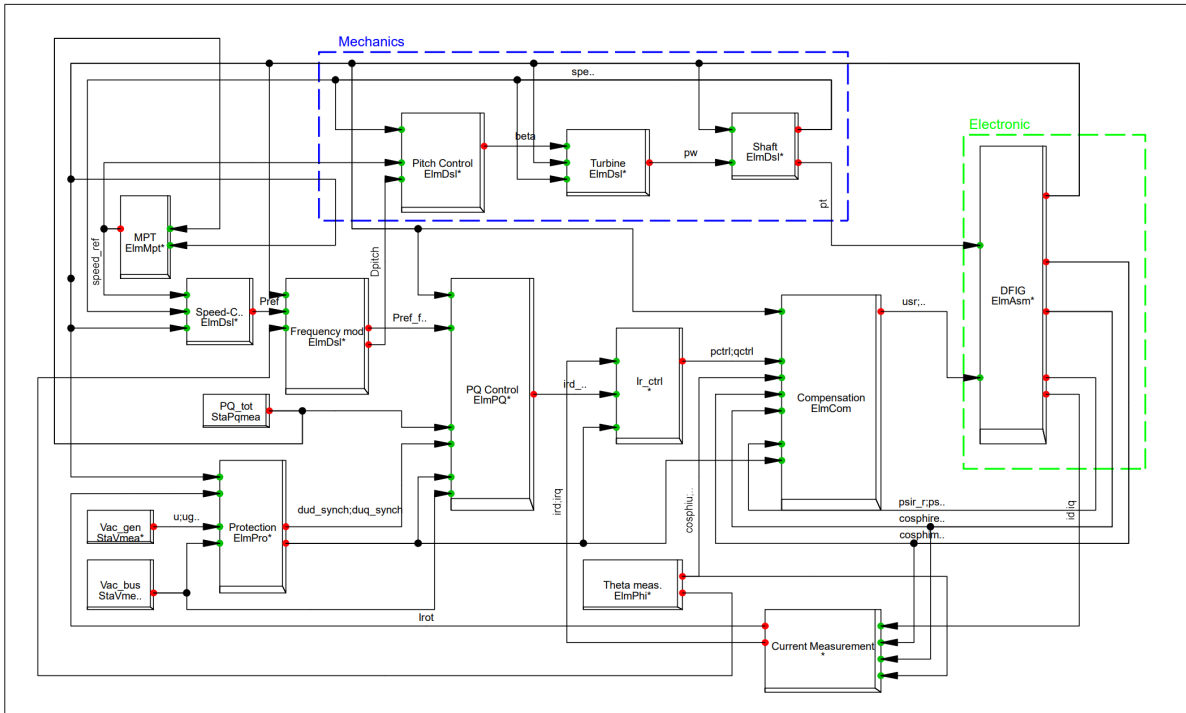 Mechanics
spe..
Electronic
beta
Pitch Control
ElmDsl*
Turbine
ElmDsl*
pw
Shaft
ElmDsl*
pt
MPT
ElmMpt*
speed_ref
Dpitch
DFIG
ElmAsm*
Speed-C..
ElmDsl*
Pref
Frequency mod
ElmDsl*
Pref_f..
usr;..
pctrl;qctrl
PQ Control
ElmPQ*
ird_..
Ir_ctrl
*
Compensation
ElmCom
PQ_tot
StaPqmea
ird;irq
cosphiu;..
psir_r;ps..
cosphire..
cosphim..
id;iq
dud_synch;duq_synch
u;ug..
Vac_gen
StaVmea*
Protection
ElmPro*
Vac_bus
StaVme..
Theta meas.
ElmPhi*
Irot
Current Measurement
*